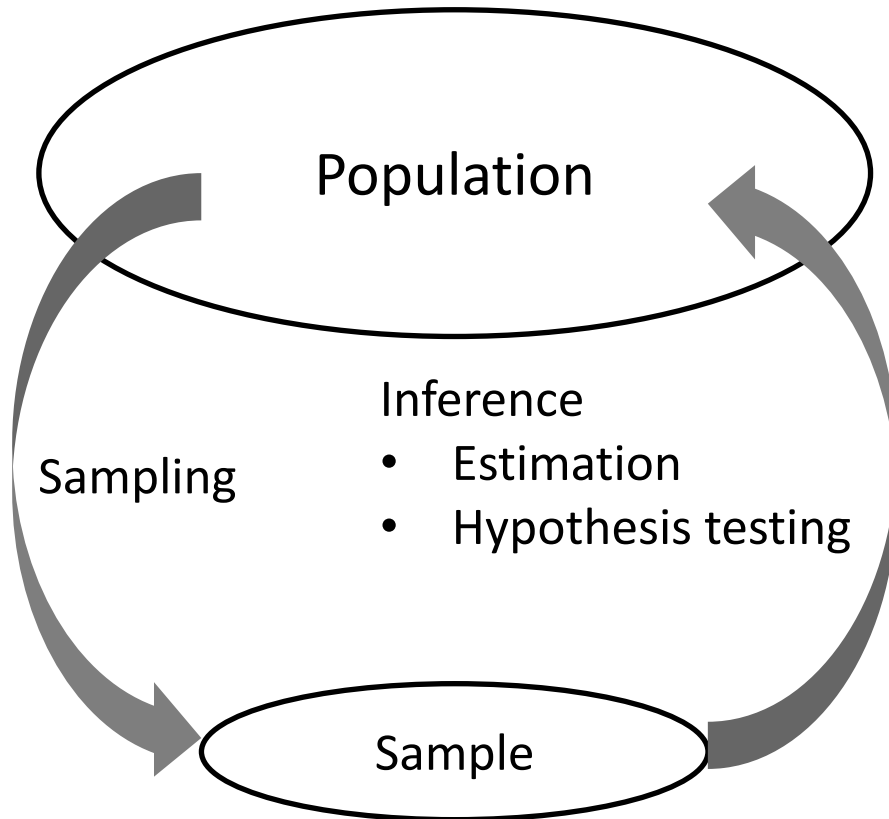 Population
Inference
• Estimation
Sampling
• Hypothesis testing
Sample